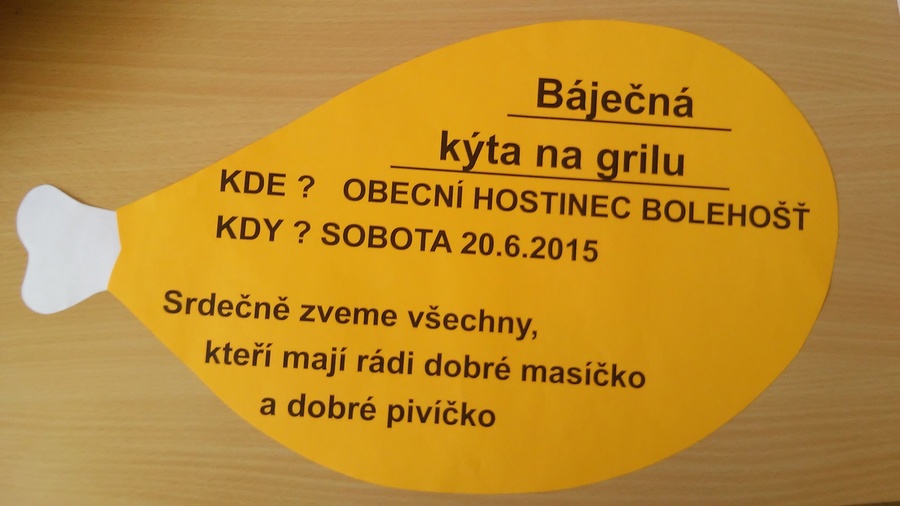 Báječná
kýta na grilu
KDE ? OBECNÍ HOSTINEC BOLEHOŠŤ
KDY ? SOBOTA 20.6.2015
Srdečně zveme všechny,
kteří mají rádi dobré masíčko
a dobré pivíčko